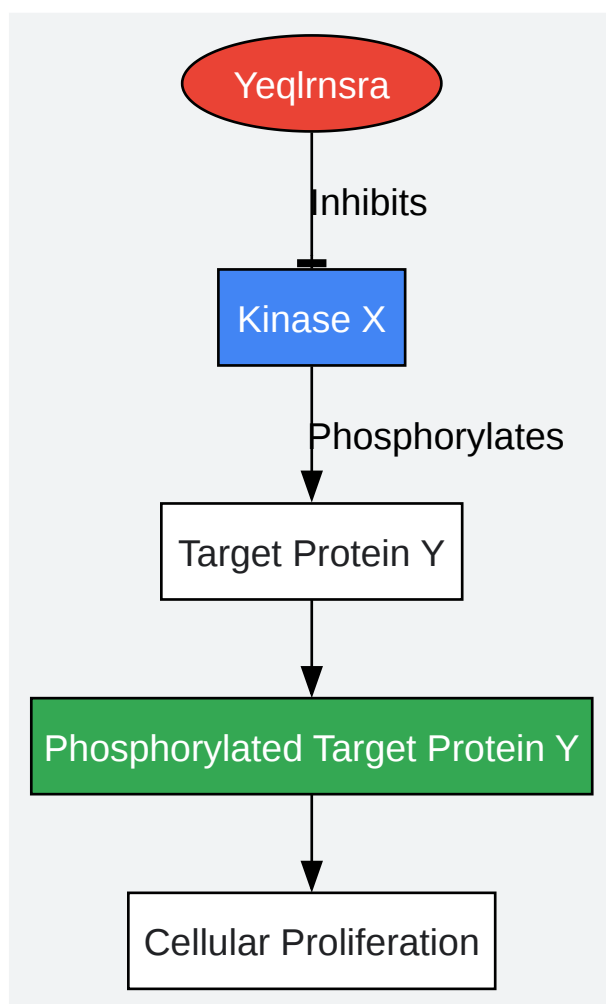 Yeqlrnsra
Inhibits
Kinase X
Phosphorylates
Target Protein Y
Phosphorylated Target Protein Y
Cellular Proliferation